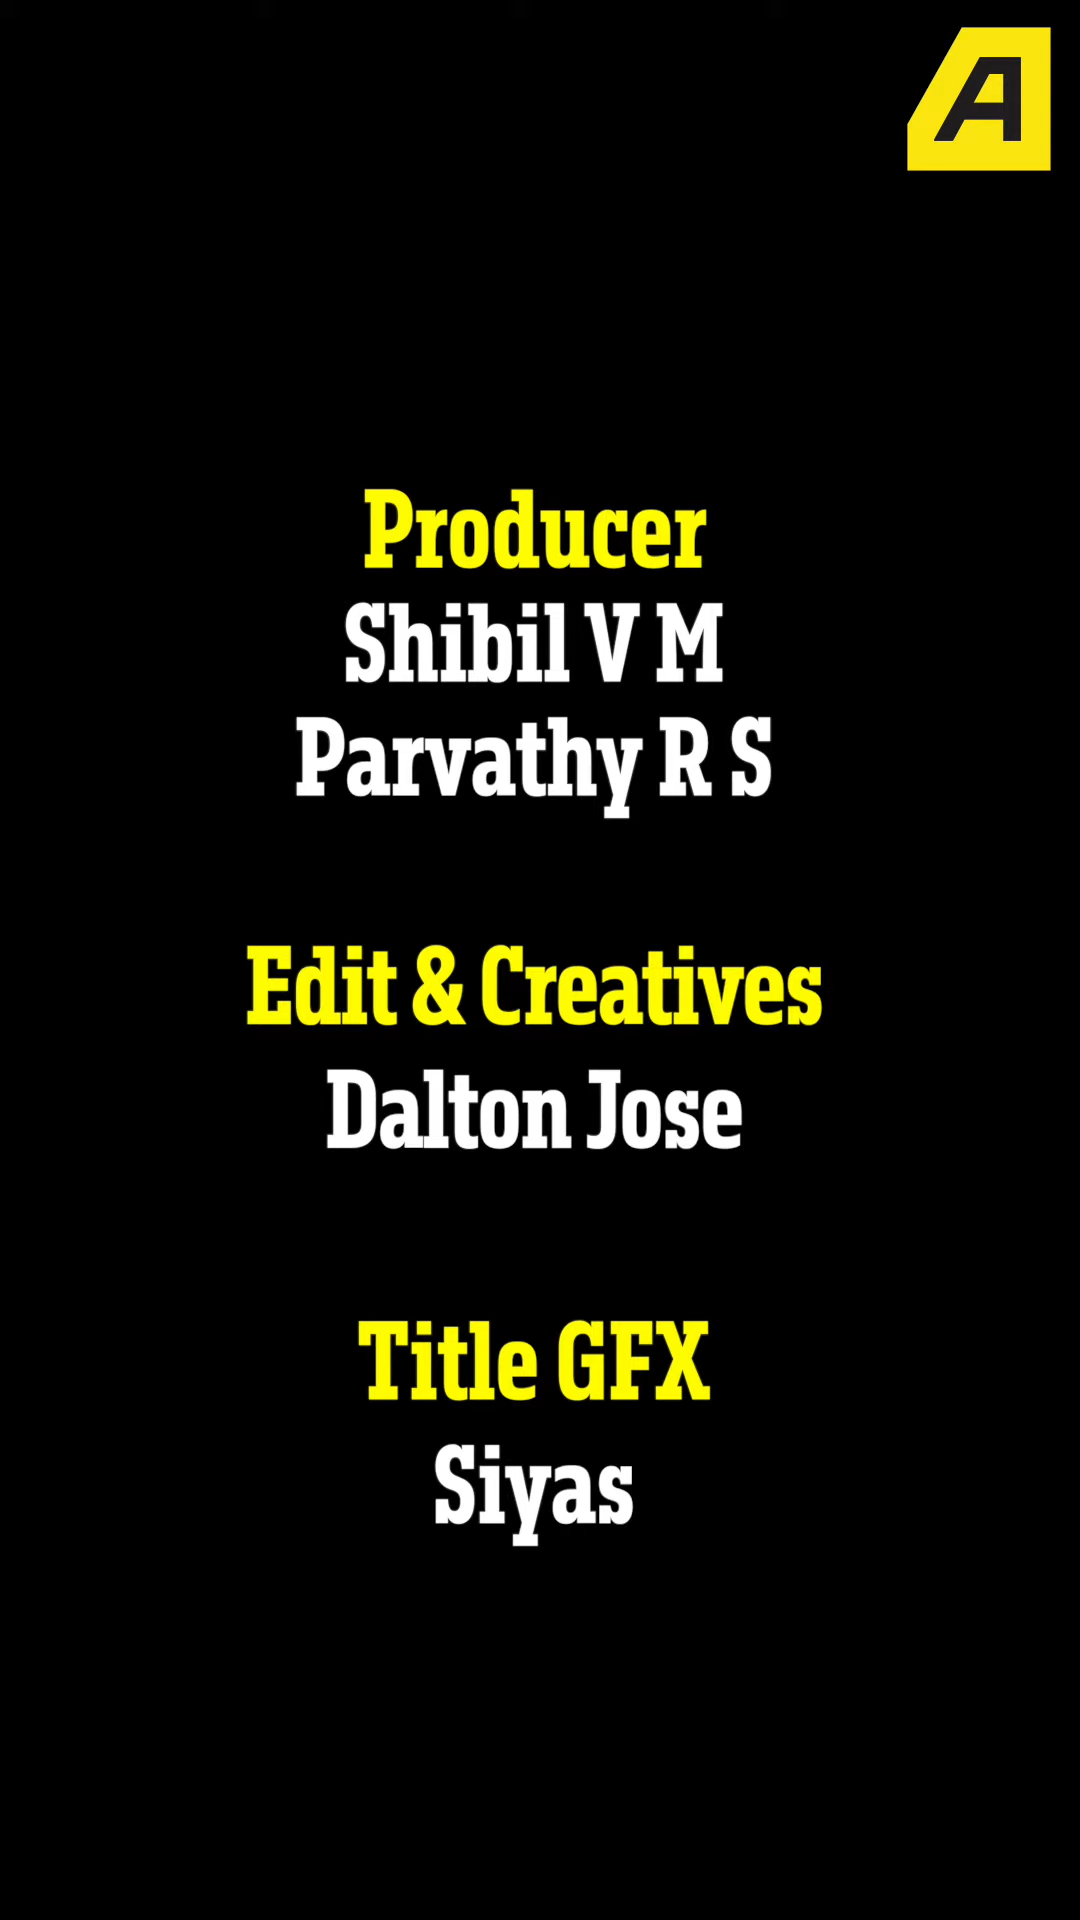 A
Producer
Shibil V M
Parvathy R S
Edit & Creatives
Dalton Jose
Title GFX
Siyas